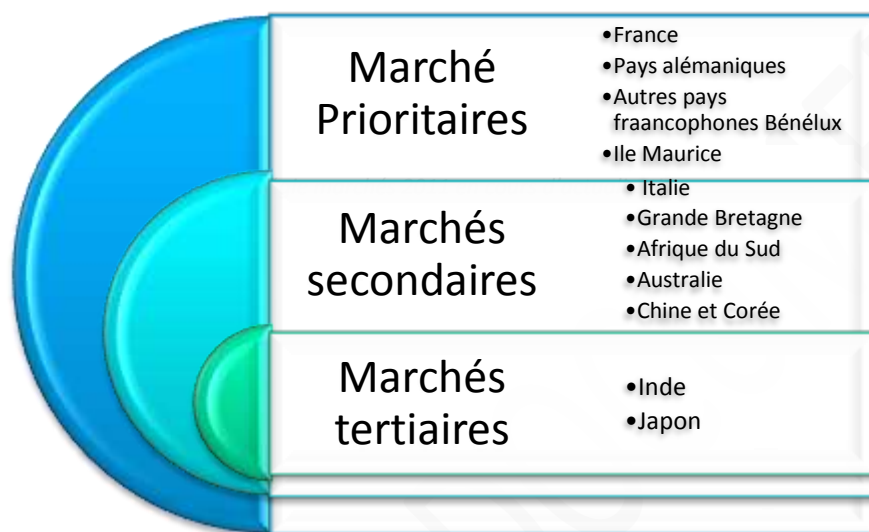 Marché
Prioritaires
•France
•Pays alémaniques
•Autres pays
fraancophones Bénélux
•Ile Maurice
Marchés
secondaires
• Italie
•Grande Bretagne
•Afrique du Sud
•Australie
•Chine et Corée
Marchés
tertiaires
•Inde
•Japon